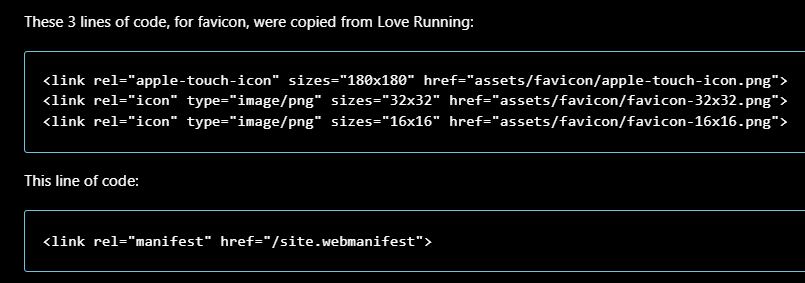 These 3 lines of code, for favicon, were copied from Love Running:
<link rel="apple-touch-icon" sizes="180x180" href="assets/favicon/apple-touch-icon.png">
<link rel="icon" type="image/png" sizes="32x32" href="assets/favicon/favicon-32x32.png">
<link rel="icon" type="image/png" sizes="16x16" href="assets/favicon/favicon-16x16.png">
This line of code:
<link rel="manifest" href="/site.webmanifest">